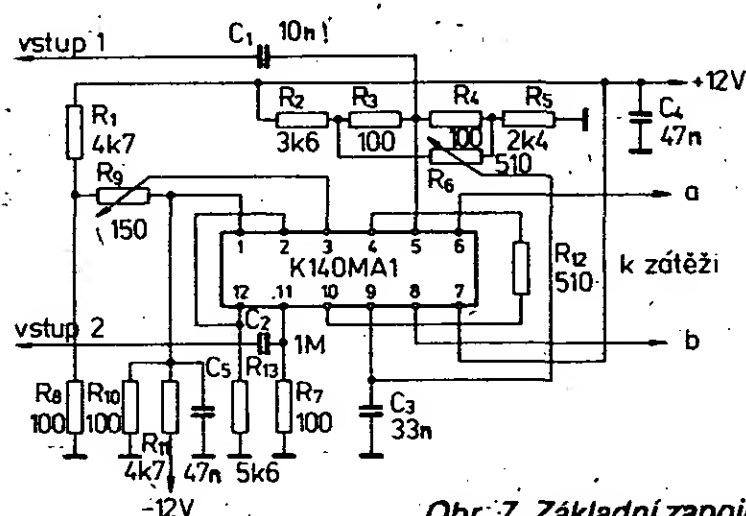 vstup 1
C1
10n!
+12V
R1
4k7
R2
3k6
R3
100
R4
100
R5
2k4
C4
47n
R9
150
R6
510
a
1 2 3 4 5 6
K140MA1
12 11 10 9 8 7
R12
510
k zátěži
vstup 2
C2
1M
b
R8
100
R10
100
R11
4k7
C5
47n
R13
5k6
R7
100
C3
33n
-12V
Obr. 7. Základní zapoj